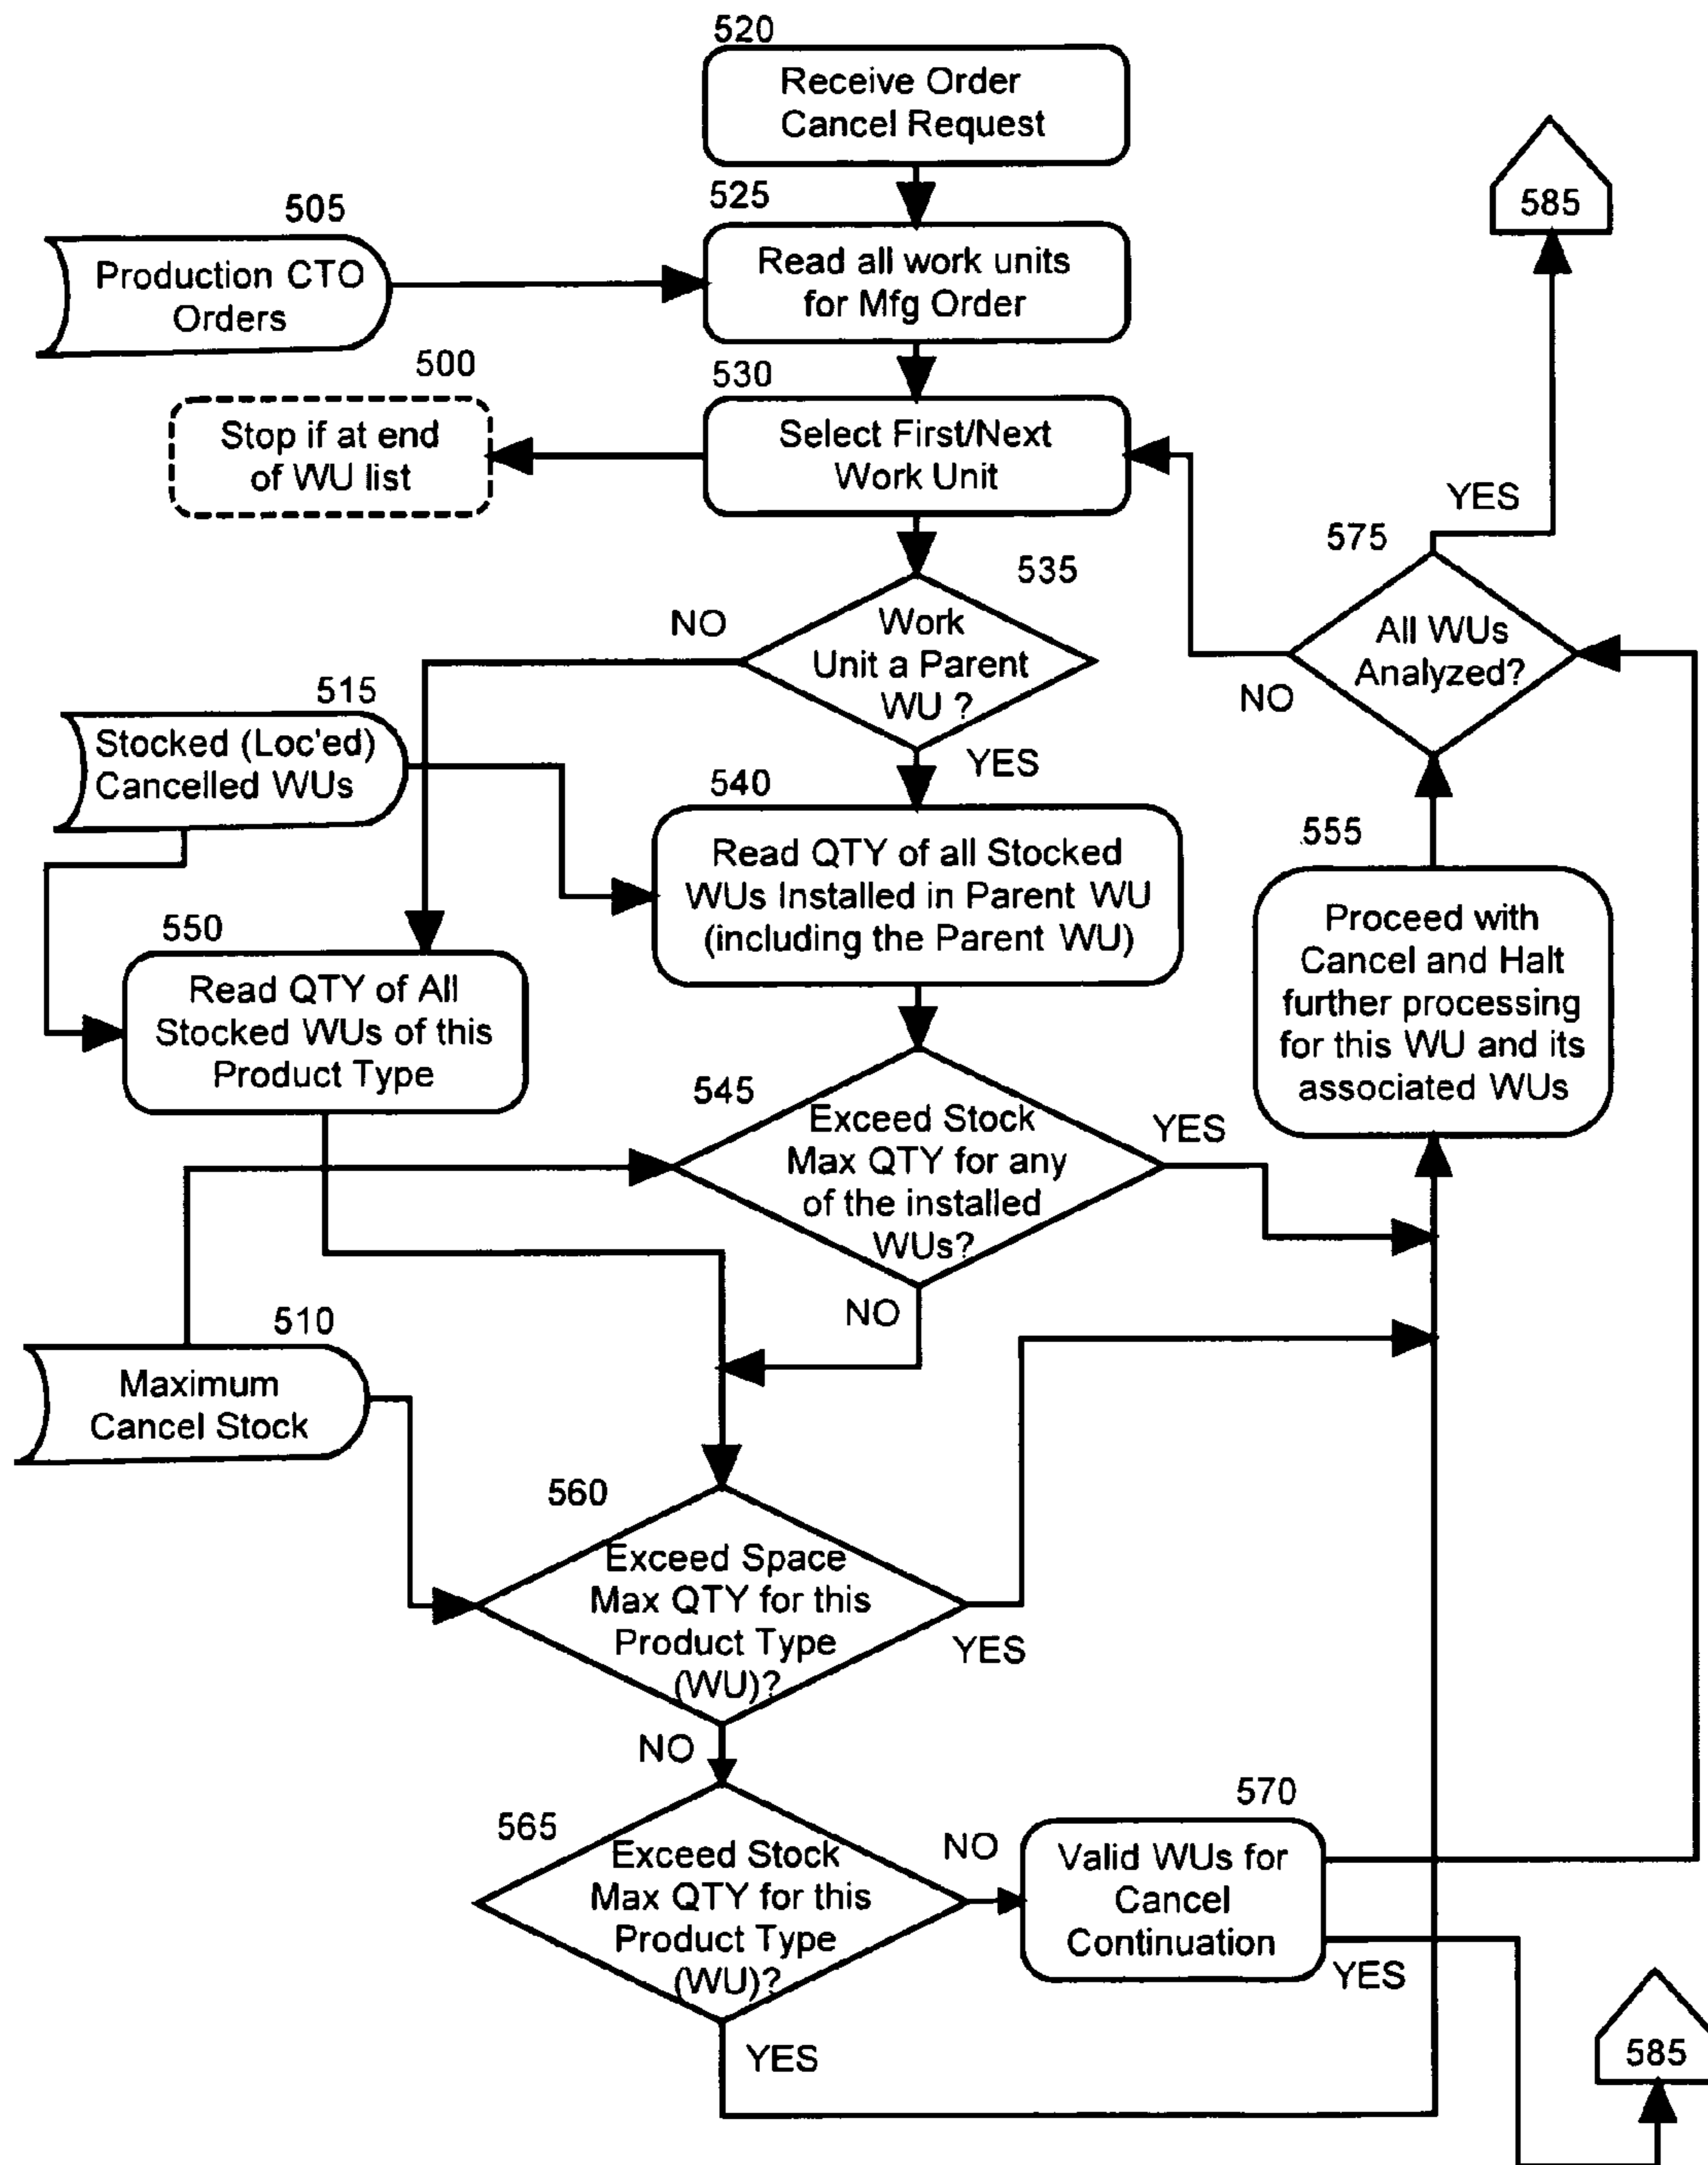 520
Receive Order
Cancel Request
525
505
Production CTO
Orders
Read all work units
for Mfg Order
585
500
530
Stop if at end
of WU list
Select First/Next
Work Unit
YES
575
535
NO
Work
Unit a Parent
WU ?
All WUs
Analyzed?
NO
515
Stocked (Loc'ed)
Cancelled WUs
YES
540
Read QTY of all Stocked
WUs Installed in Parent WU
(including the Parent WU)
555
Proceed with
Cancel and Halt
further processing
for this WU and its
associated WUs
550
Read QTY of All
Stocked WUs of this
Product Type
545
Exceed Stock
Max QTY for any
of the installed
WUs?
YES
NO
510
Maximum
Cancel Stock
560
Exceed Space
Max QTY for this
Product Type
(WU)?
YES
NO
565
Exceed Stock
Max QTY for this
Product Type
(WU)?
NO
570
Valid WUs for
Cancel
Continuation
YES
YES
585